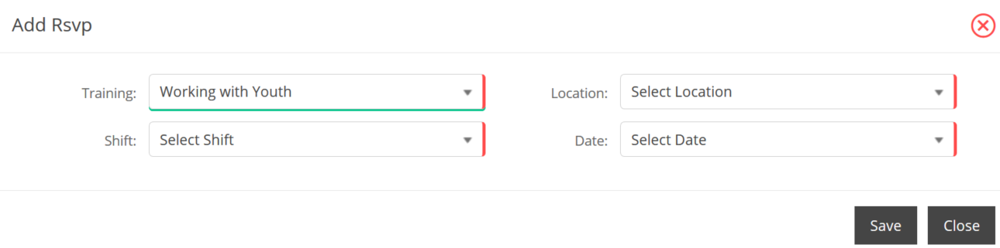 Add Rsvp
Training: Working with Youth Location: Select Location
Shift: Select Shift Date: Select Date
Save Close